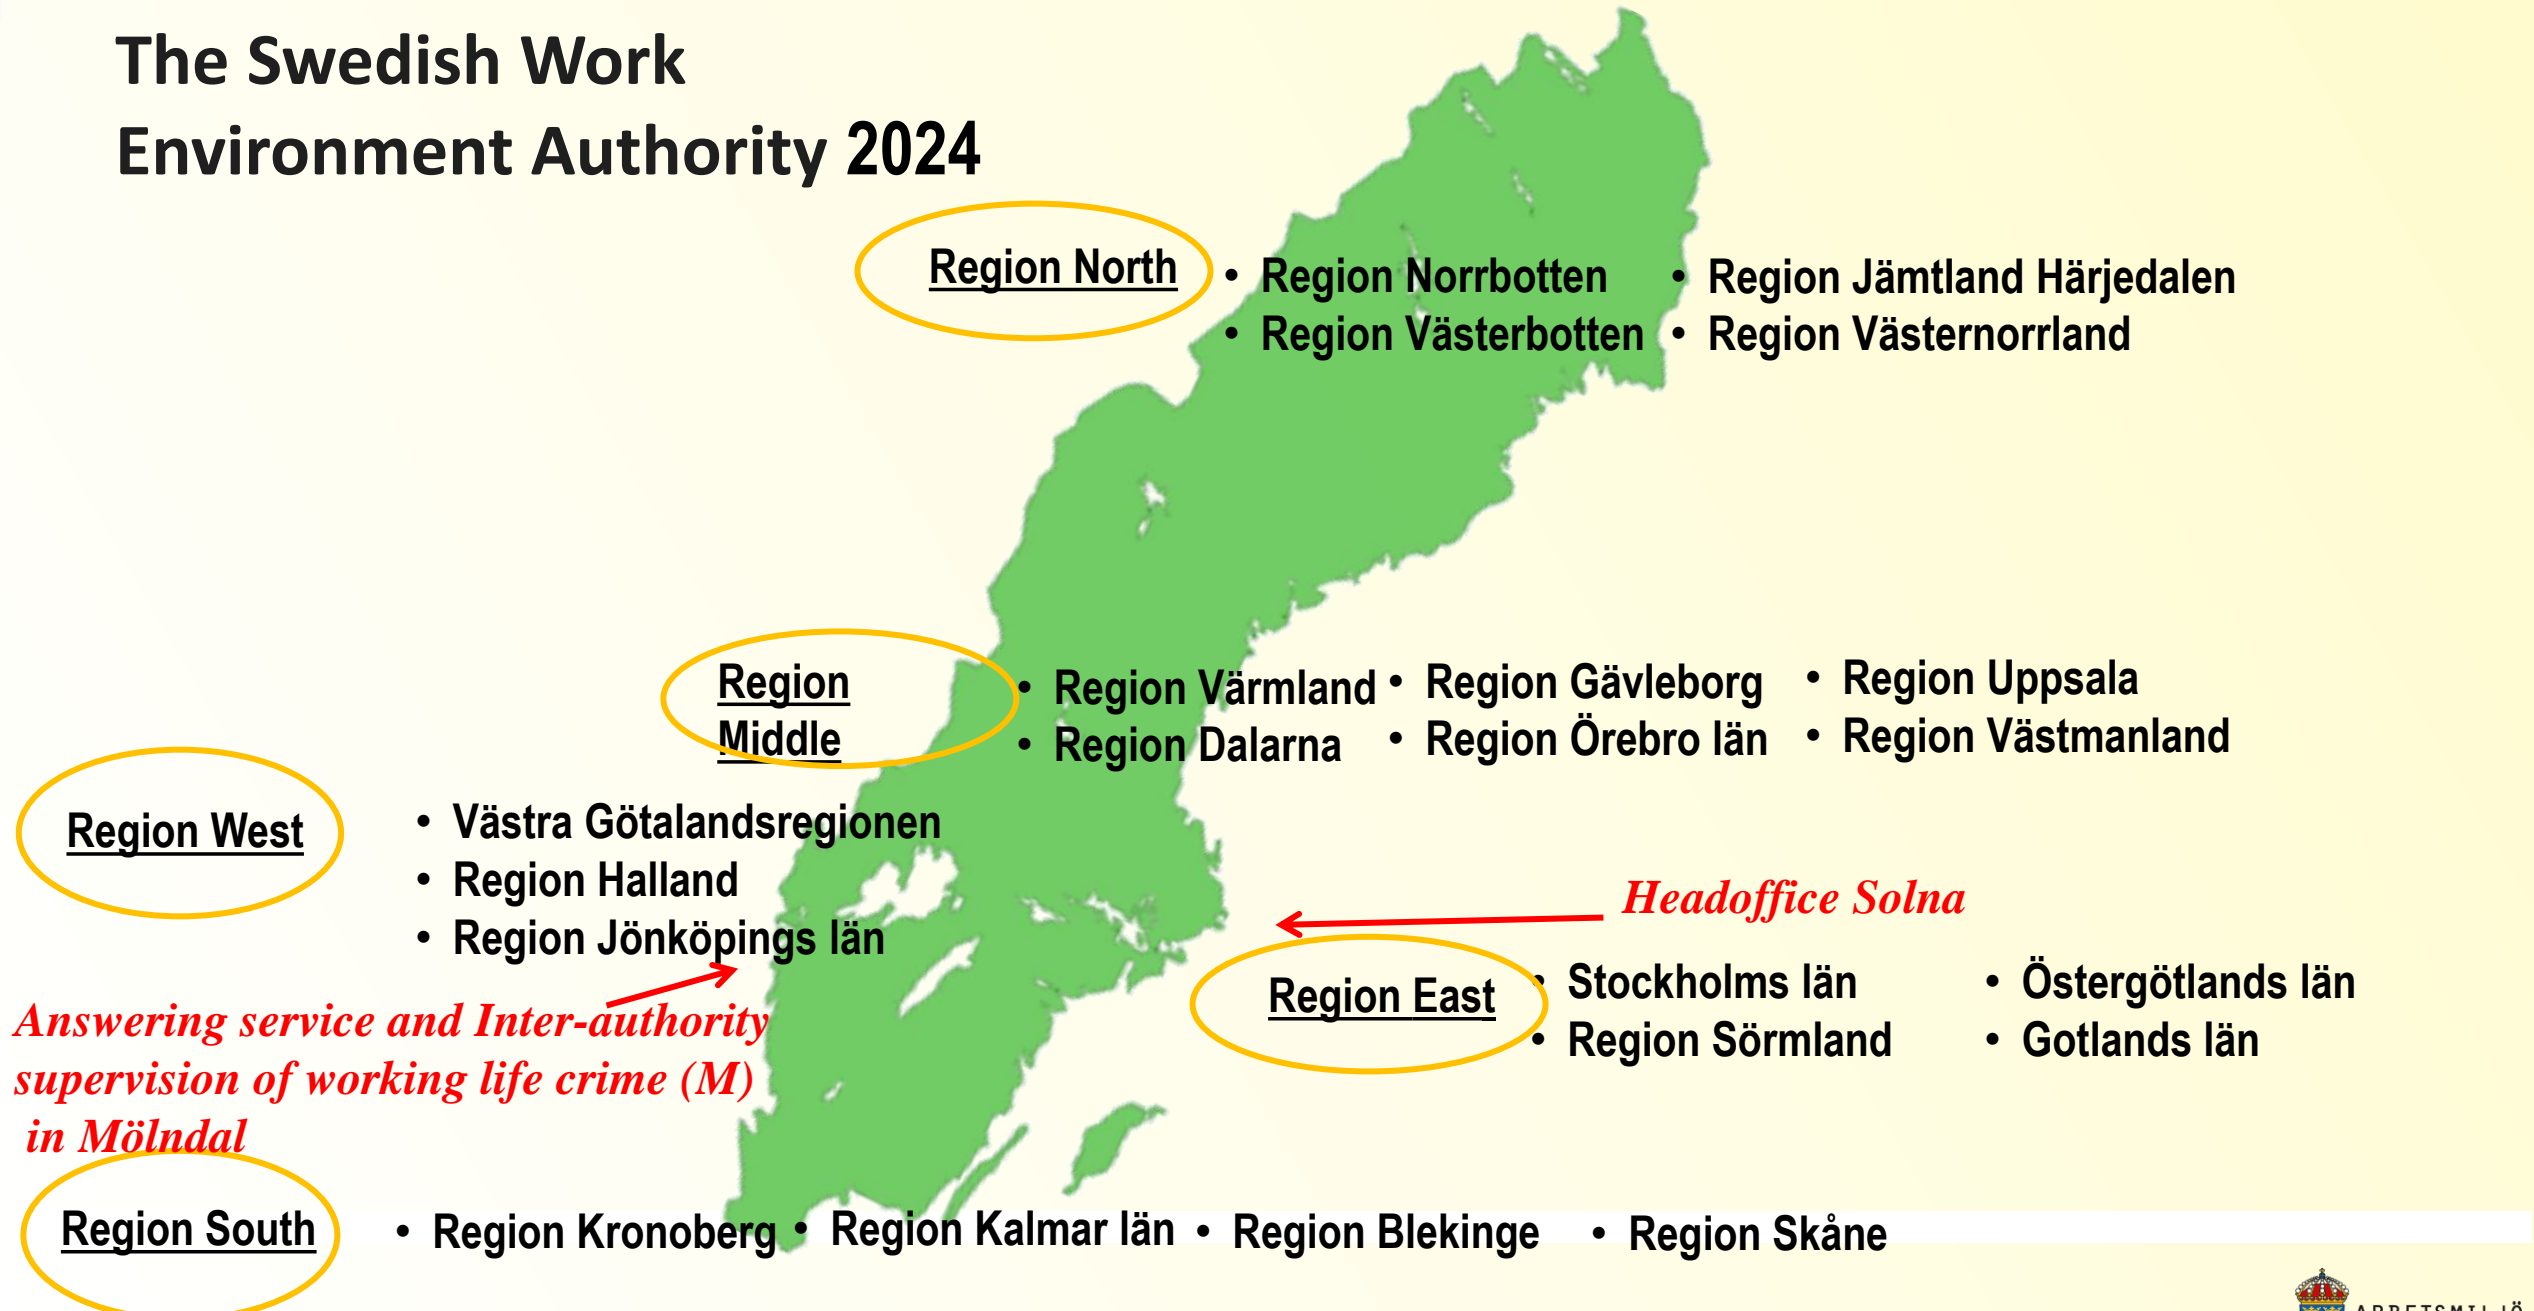 The Swedish Work
Environment Authority 2024
Region North
• Region Norrbotten
• Region Västerbotten
• Region Jämtland Härjedalen
• Region Västernorrland
Region
Middle
• Region Värmland
• Region Dalarna
• Region Gävleborg
• Region Örebro län
• Region Uppsala
• Region Västmanland
Region West
• Västra Götalandsregionen
• Region Halland
• Region Jönköpings län
Headoffice Solna
Region East
• Stockholms län
• Region Sörmland
• Östergötlands län
• Gotlands län
Answering service and Inter-authority
supervision of working life crime (M)
in Mölndal
Region South
• Region Kronoberg
• Region Kalmar län
• Region Blekinge
• Region Skåne
ARBETSMILJÖ